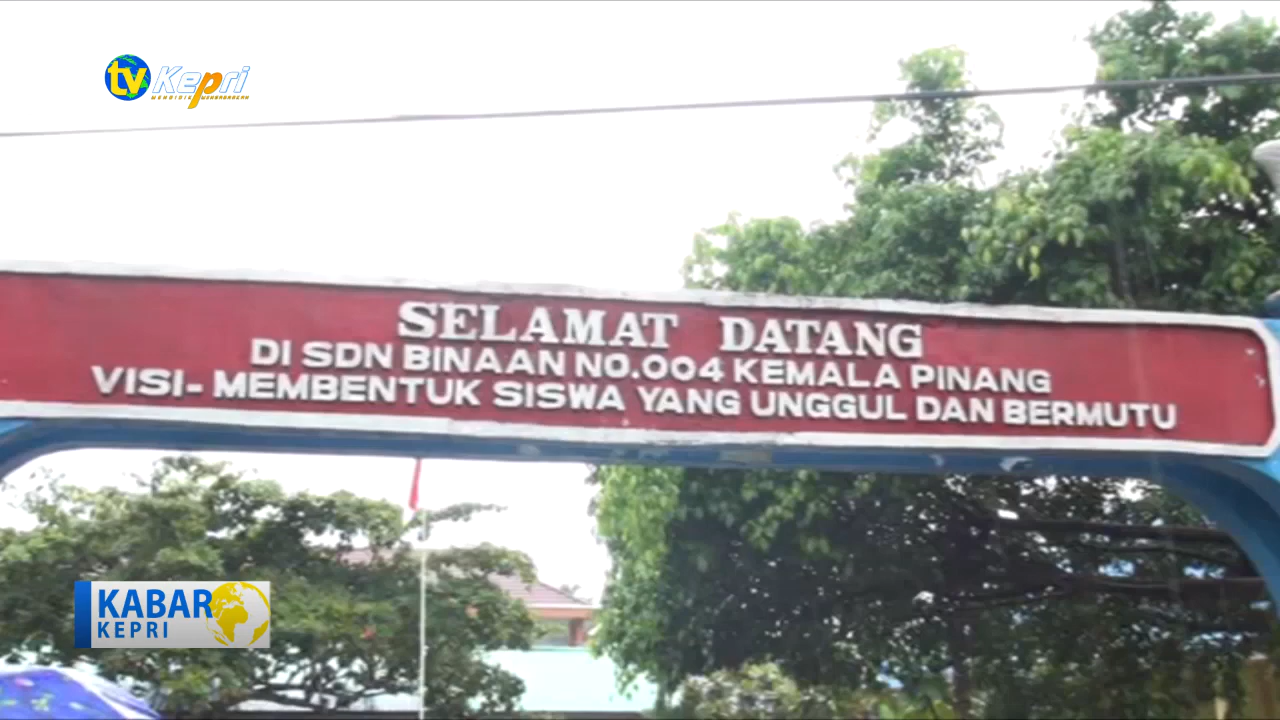 tv Kepri
SELAMAT DATANG
DI SDN BINAAN NO.004 KEMALA PINANG
VISI- MEMBENTUK SISWA YANG UNGGUL DAN BERMUTU
KABAR
KEPRI